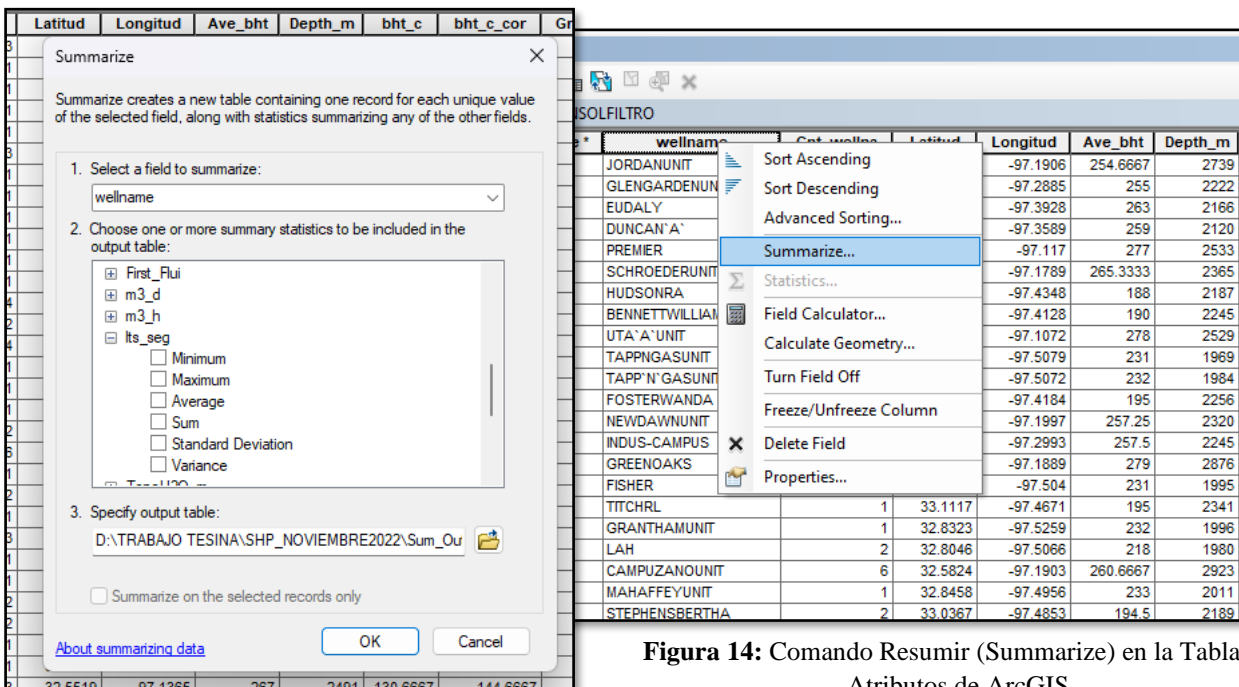 Latitud Longitud Ave_bht Depth_m bht_c bht_c_cor Gr
Summarize
Summarize creates a new table containing one record for each unique value
of the selected field, along with statistics summarizing any of the other fields.
1. Select a field to summarize:
wellname
2. Choose one or more summary statistics to be included in the
output table:
First_Flui
m3_d
m3_h
lts_seg
Minimum
Maximum
Average
Sum
Standard Deviation
Variance
3. Specify output table:
D:\TRABAJO TESINA\SHP_NOVIEMBRE2022\Sum_Ou
Summarize on the selected records only
About summarizing data
OK Cancel
NSOLFILTRO
wellname Longitud Ave_bht Depth_m
JORDANUNIT -97.1906 254.6667 2739
GLENGARDENUN -97.2885 255 2222
EUDALY -97.3928 263 2166
DUNCAN`A` -97.3589 259 2120
PREMIER -97.117 277 2533
SCHROEDERUNIT -97.1789 265.3333 2365
HUDSONRA -97.4348 188 2187
BENNETTWILLIAM -97.4128 190 2245
UTA`A`UNIT -97.1072 278 2529
TAPPNGASUNIT -97.5079 231 1969
TAPP`N`GASUNIT -97.5072 232 1984
FOSTERWANDA -97.4184 195 2256
NEWDAWNUNIT -97.1997 257.25 2320
INDUS-CAMPUS -97.2993 257.5 2245
GREENOAKS -97.1889 279 2876
FISHER -97.504 231 1995
TITCHRL 1 33.1117 -97.4671 195 2341
GRANTHAMUNIT 1 32.8323 -97.5259 232 1996
LAH 2 32.8046 -97.5066 218 1980
CAMPUZANOUNIT 6 32.5824 -97.1903 260.6667 2923
MAHAFFEYUNIT 1 32.8458 -97.4956 233 2011
STEPHENSBERTHA 2 33.0367 -97.4853 194.5 2189
Sort Ascending
Sort Descending
Advanced Sorting...
Summarize...
Statistics...
Field Calculator...
Calculate Geometry...
Turn Field Off
Freeze/Unfreeze Column
Delete Field
Properties...
Figura 14: Comando Resumir (Summarize) en la Tabla
Atributos de ArcGIS